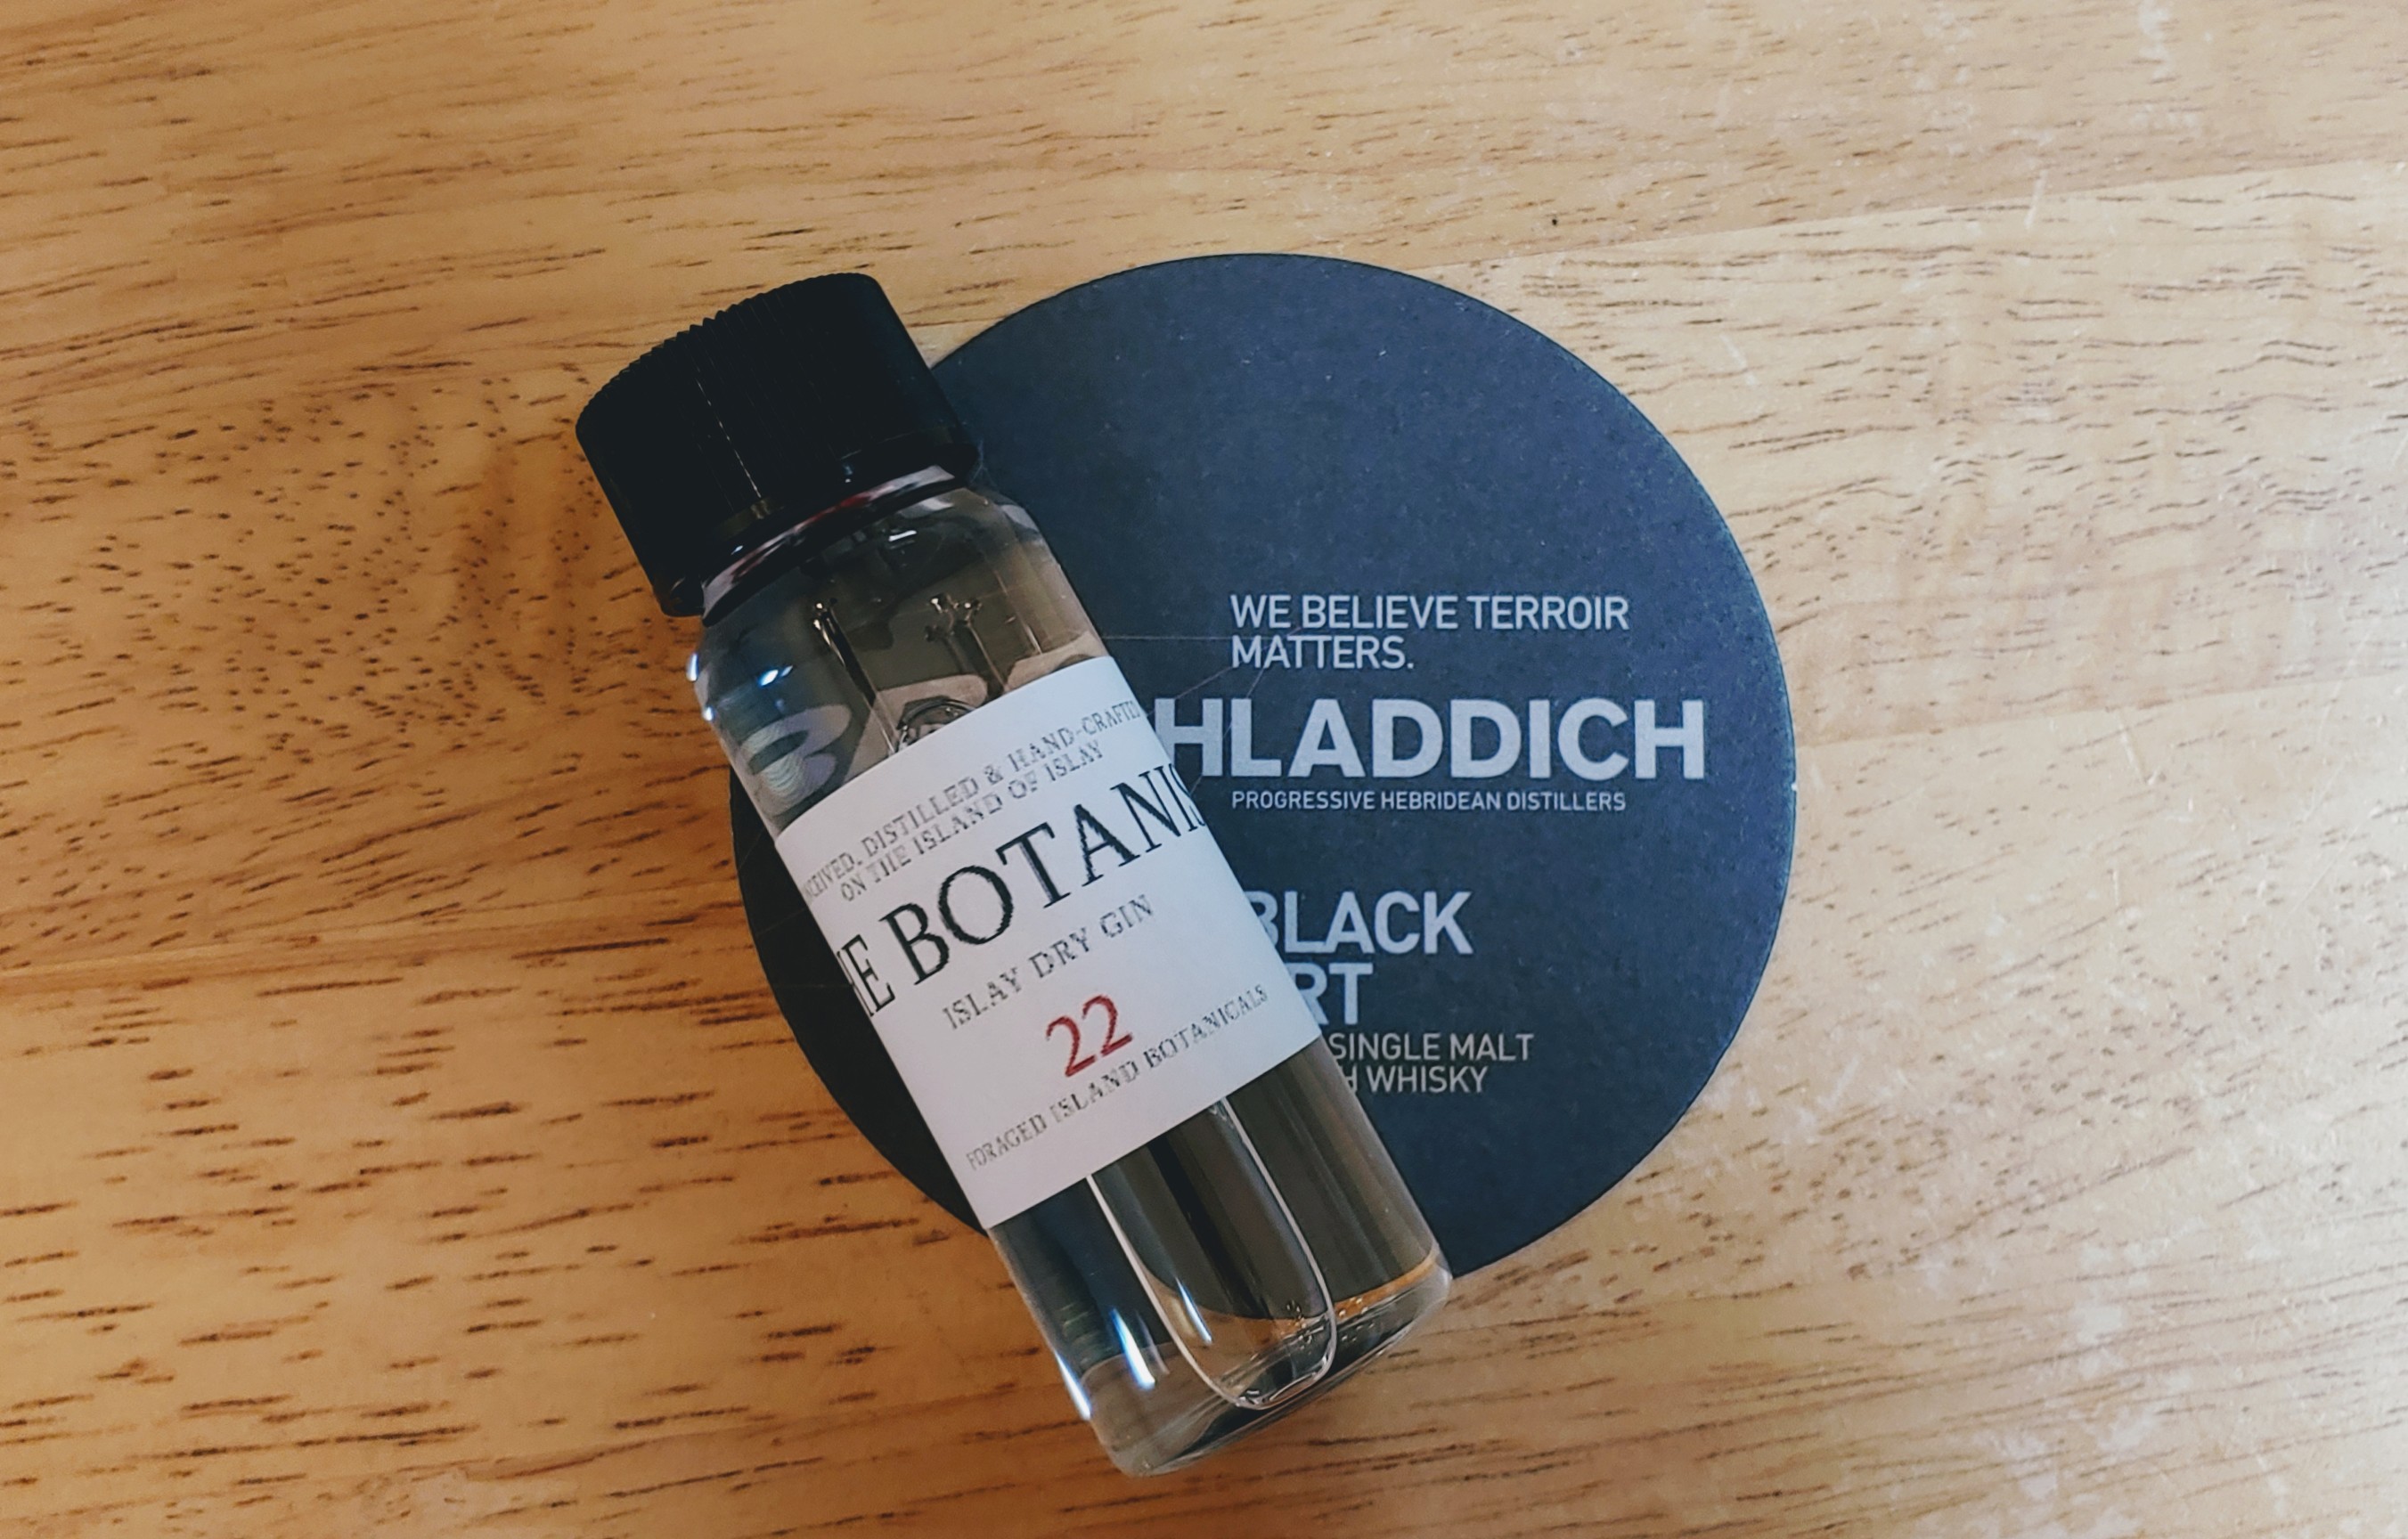 CEIVED, DISTILLED & HAND-CRAFTE
ON THE ISLAND OF ISLAY
HE BOTANIS
ISLAY DRY GIN
22
FORAGED ISLAND BOTANICALS
WE BELIEVE TERROIR
MATTERS.
HLADDICH
PROGRESSIVE HEBRIDEAN DISTILLERS
BLACK
RT
SINGLE MALT
H WHISKY